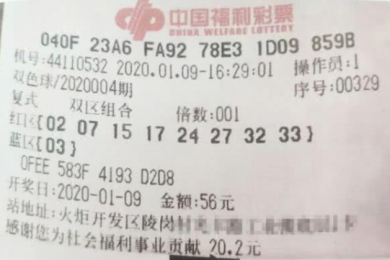 中国福利彩票
CHINA WELFARE LOTTERY
040F 23A6 FA92 78E3 1D09 859B
机号:44110532 2020.01.09-16:29:01 操作员:1
双色球/2020004期 序号:00329
复式 双区组合 倍数:001
红区{02 07 15 17 24 27 32 33}
蓝区{03}
0FEE 583F 4193 D2D8
开奖日:2020-01-09 金额:56元
站地址:火炬开发区陵岗
感谢您为社会福利事业贡献 20.2元